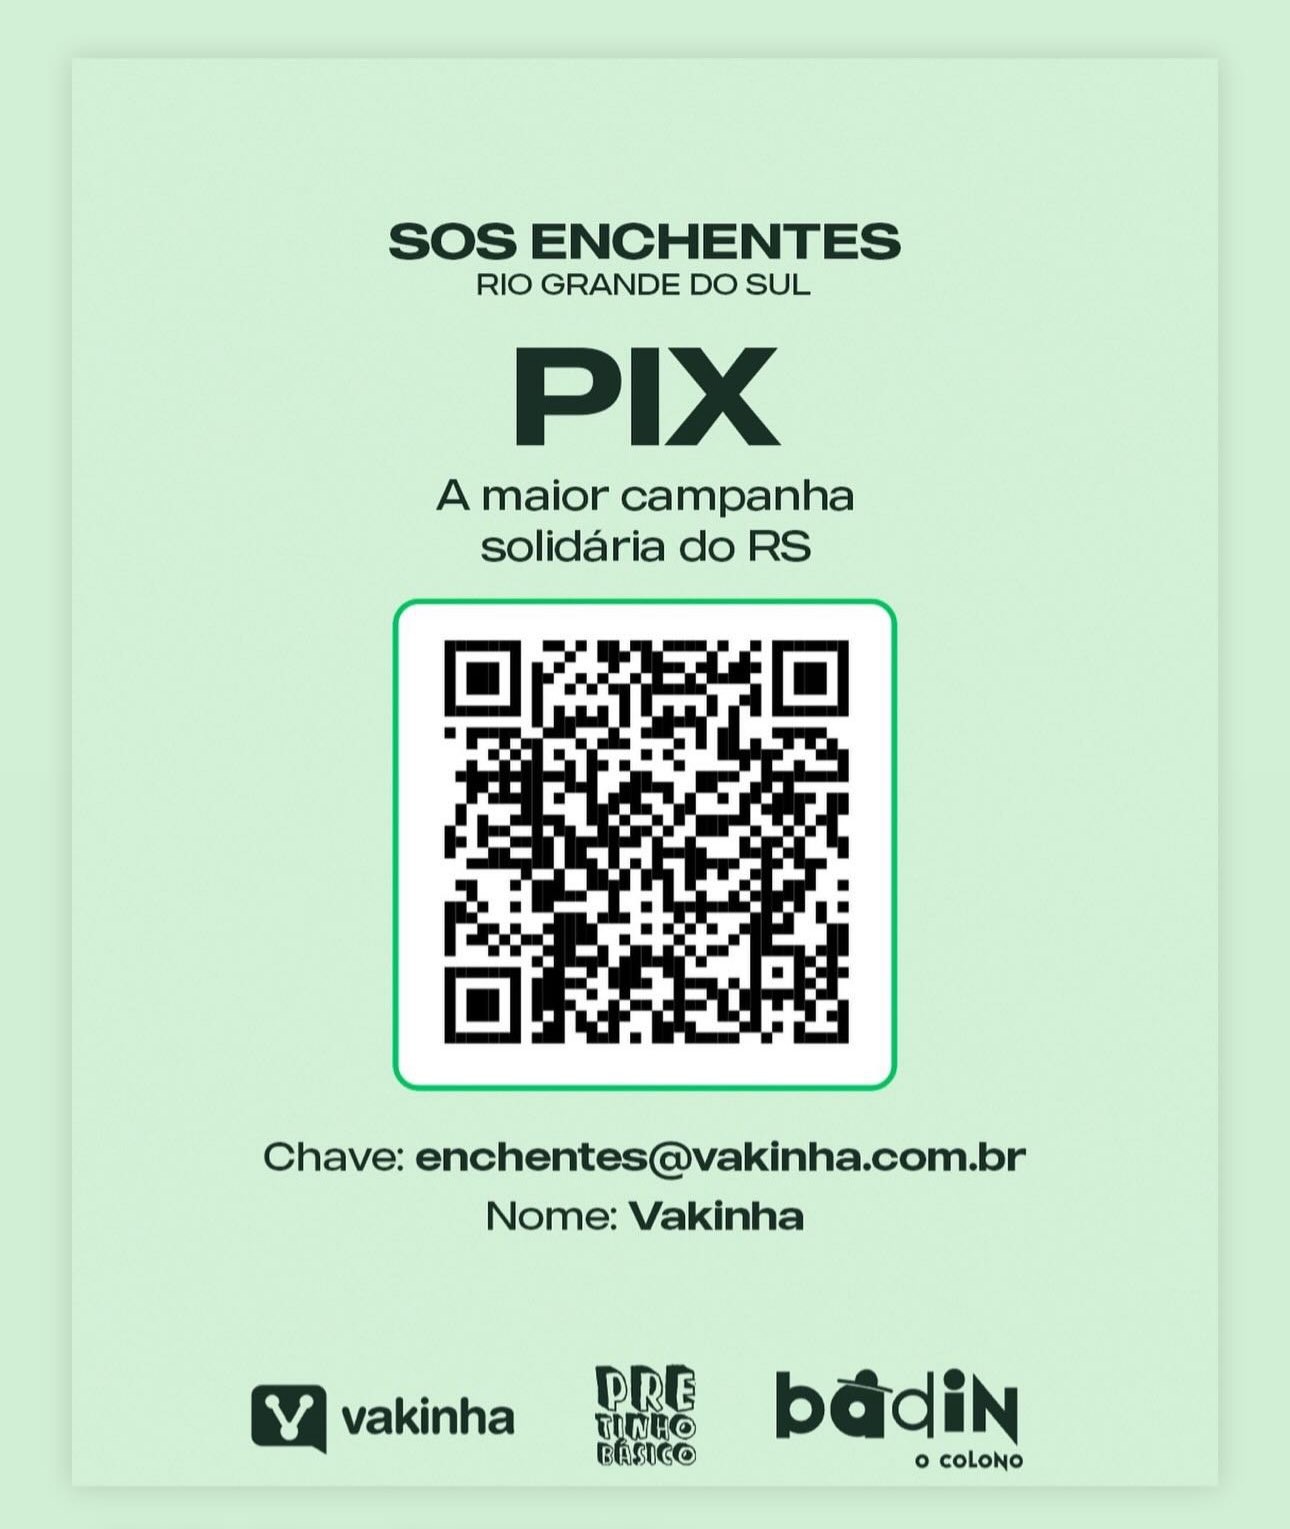 SOS ENCHENTES
RIO GRANDE DO SUL
PIX
A maior campanha
solidária do RS
Chave: enchentes@vakinha.com.br
Nome: Vakinha
vakinha
PRE
TINHO
BÁSICO
badin
O COLONO